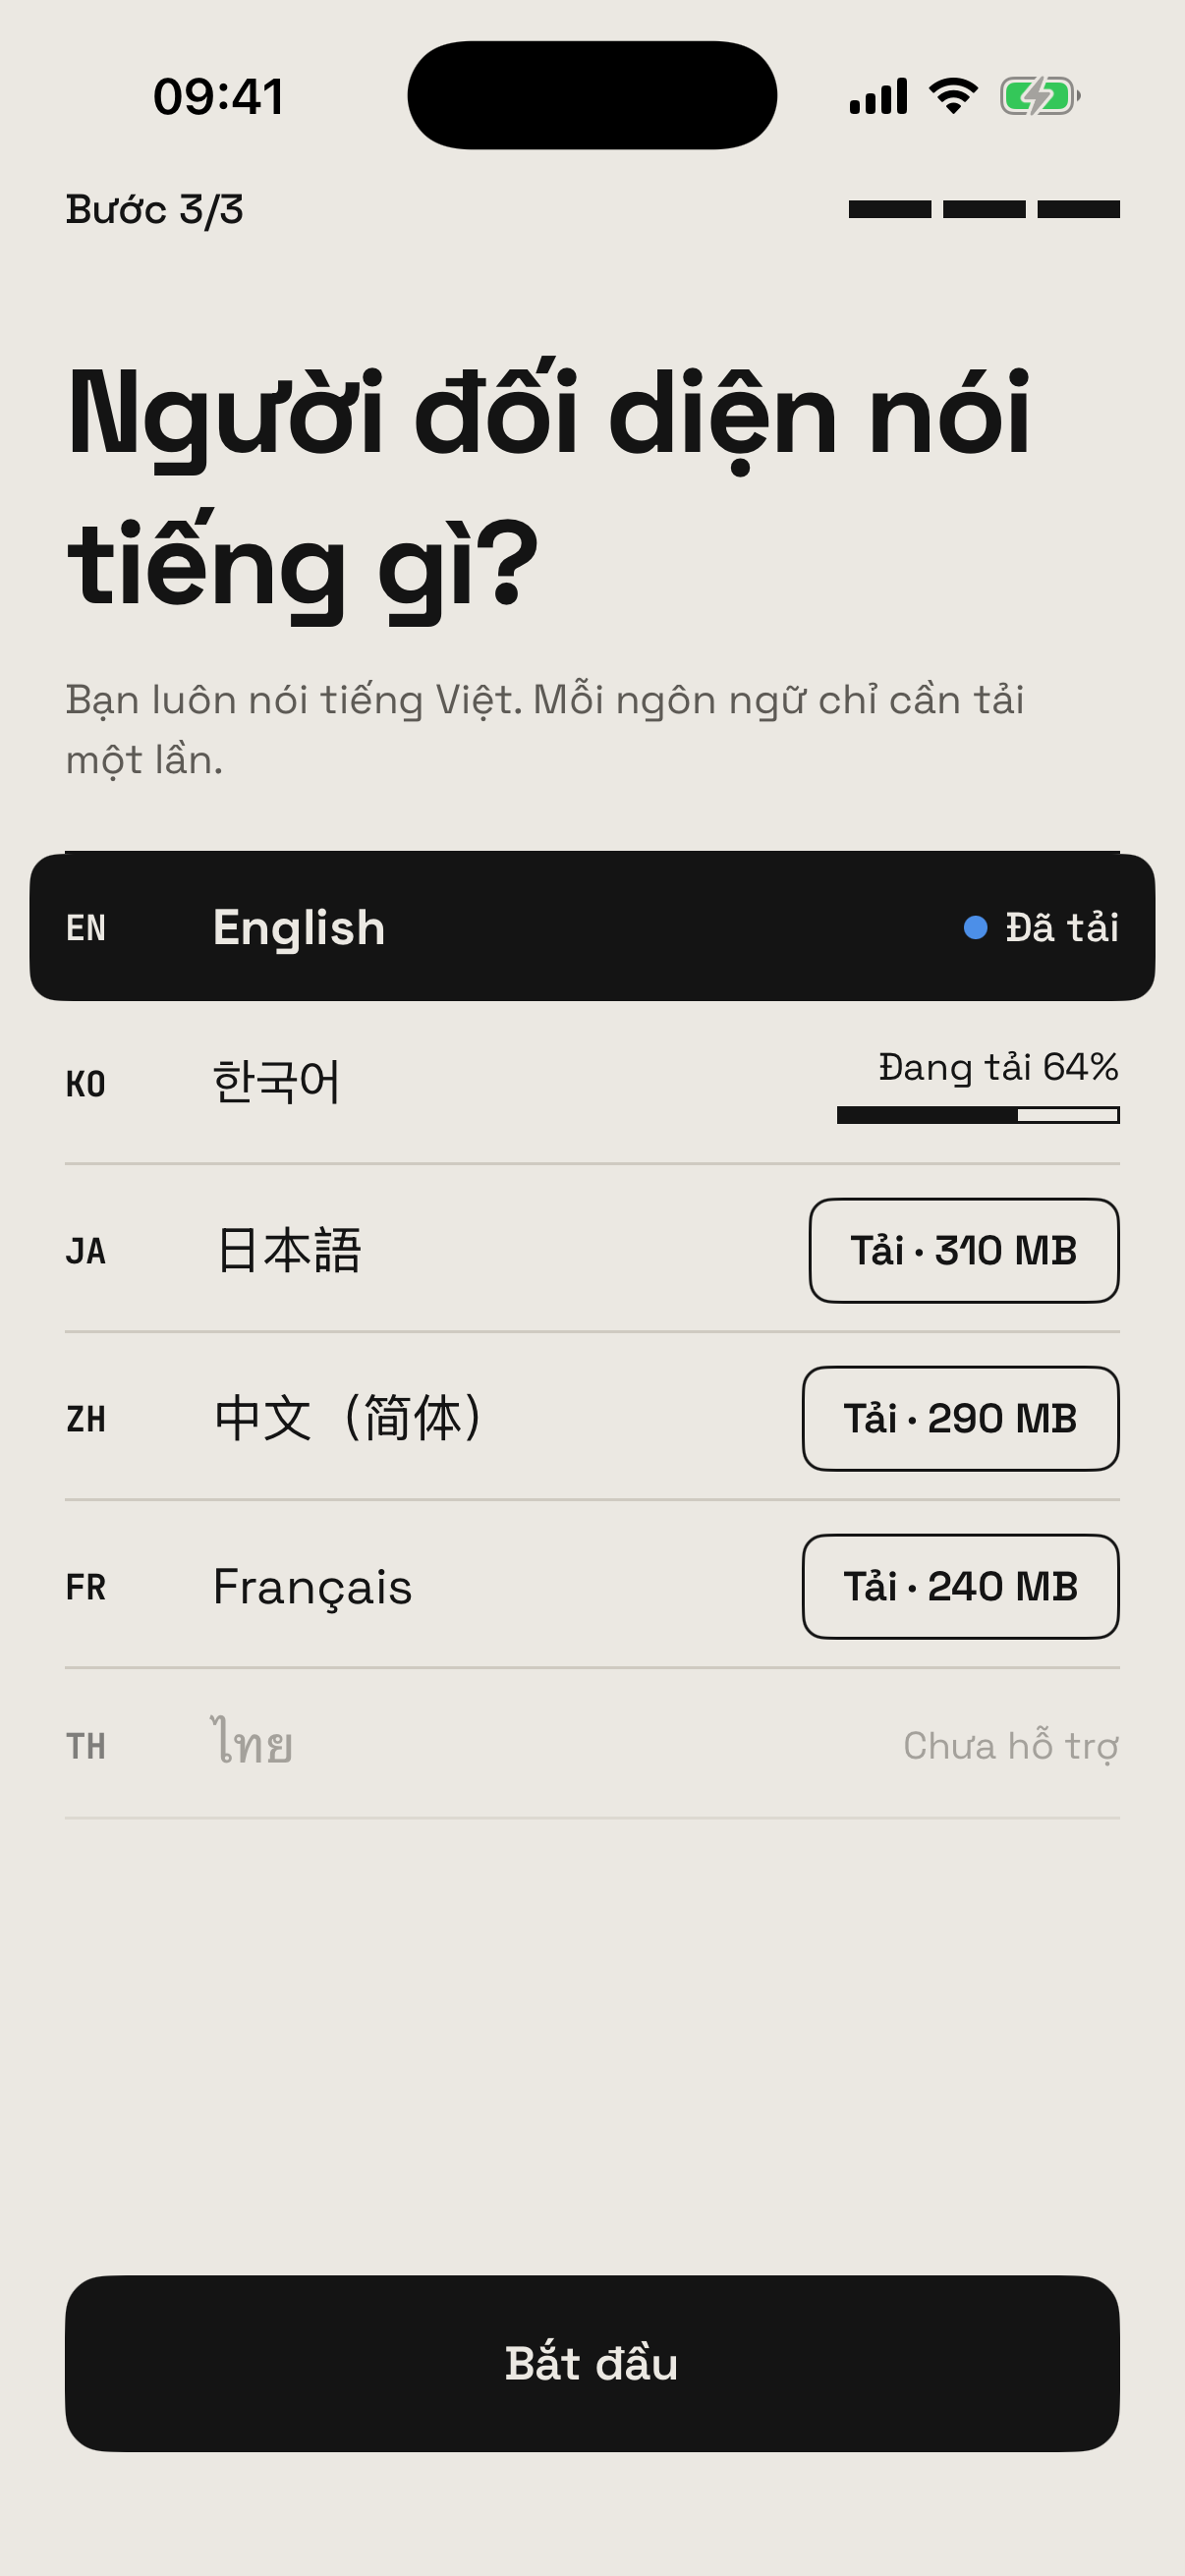 09:41
Bước 3/3
Người đối diện nói
tiếng gì?
Bạn luôn nói tiếng Việt. Mỗi ngôn ngữ chỉ cần tải
một lần.
EN English Đã tải
KO 한국어 Đang tải 64%
JA 日本語 Tải · 310 MB
ZH 中文（简体） Tải · 290 MB
FR Français Tải · 240 MB
TH ไทย Chưa hỗ trợ
Bắt đầu